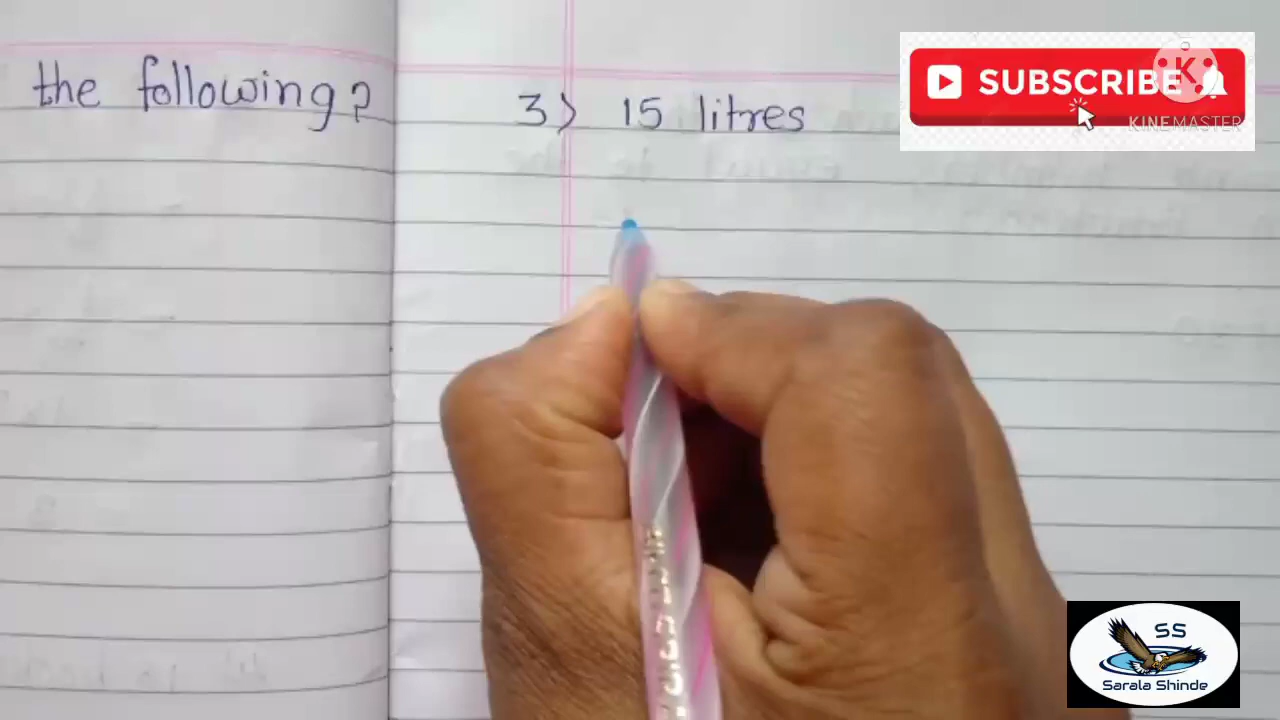 the following?
3) 15 litres
SUBSCRIBE
KINEMASTER
SS
Sarala Shinde